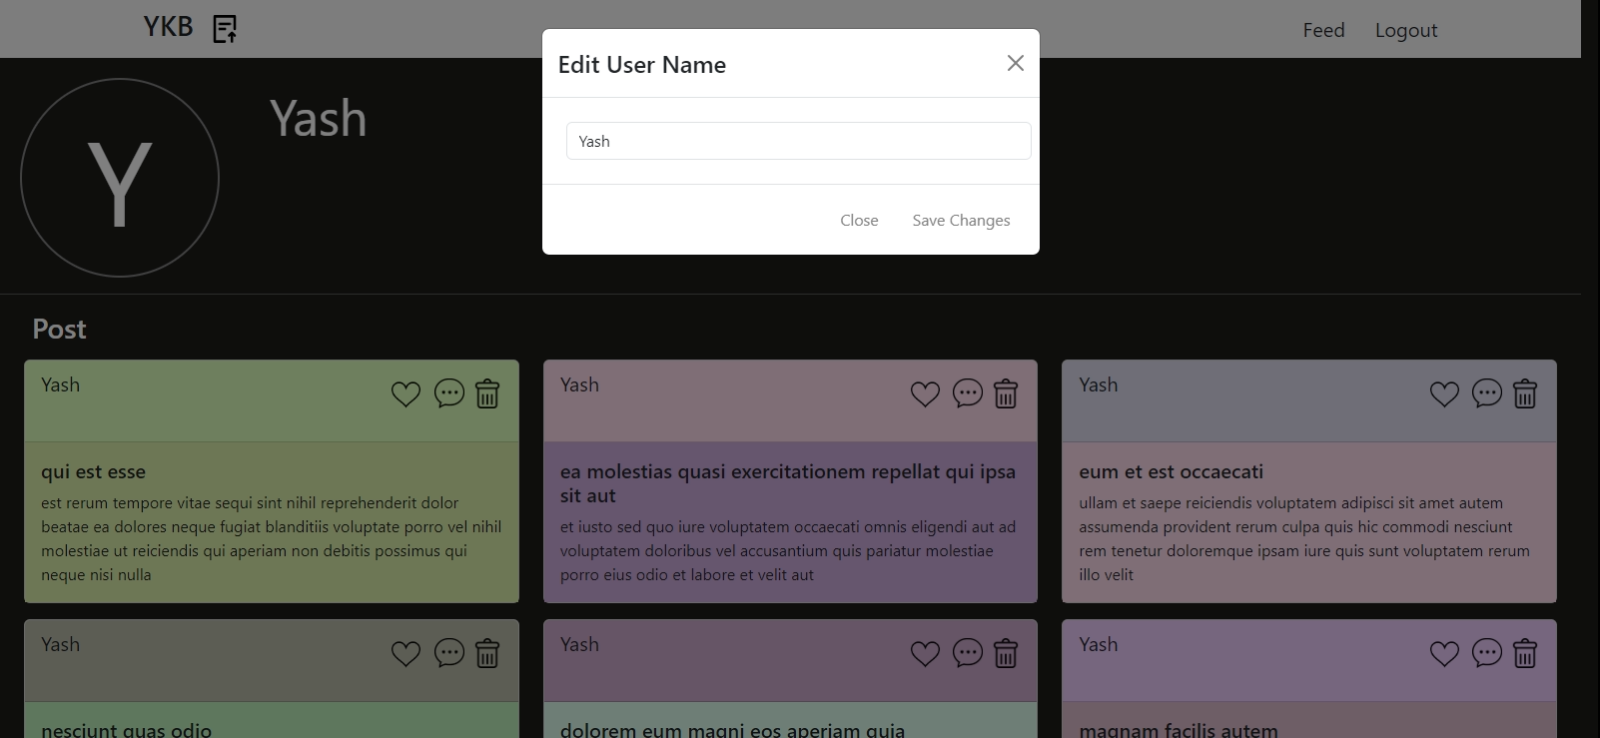 YKB
Feed
Logout
Edit User Name
Yash
Close
Save Changes
Y
Yash
Post
Yash
qui est esse
est rerum tempore vitae sequi sint nihil reprehenderit dolor
beatae ea dolores neque fugiat blanditiis voluptate porro vel nihil
molestiae ut reiciendis qui aperiam non debitis possimus qui
neque nisi nulla
Yash
ea molestias quasi exercitationem repellat qui ipsa
sit aut
et iusto sed quo iure voluptatem occaecati omnis eligendi aut ad
voluptatem doloribus vel accusantium quis pariatur molestiae
porro eius odio et labore et velit aut
Yash
eum et est occaecati
ullam et saepe reiciendis voluptatem adipisci sit amet autem
assumenda provident rerum culpa quis hic commodi nesciunt
rem tenetur doloremque ipsam iure quis sunt voluptatem rerum
illo velit
Yash
nesciunt quas odio
Yash
dolorem eum magni eos aperiam quia
Yash
magnam facilis autem